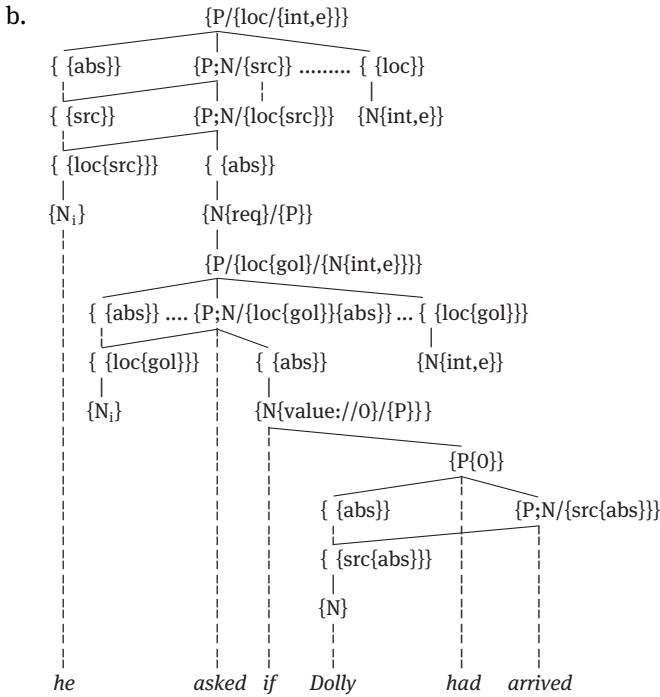 b. {P/{loc/{int,e}}}
{ {abs}} {P;N/{src}} ......... { {loc}}
{ {src}} {P;N/{loc{src}}} {N{int,e}}
{ {loc{src}}} { {abs}}
{Nᵢ} {N{req}/{P}}
{P/{loc{gol}/{N{int,e}}}}
{ {abs}} .... {P;N/{loc{gol}}{abs}} ... { {loc{gol}}}
{ {loc{gol}}} { {abs}} {N{int,e}}
{Nᵢ} {N{value://0}/{P}}}
{P{0}}
{ {abs}} {P;N/{src{abs}}}
{ {src{abs}}}
{N}
he asked if Dolly had arrived